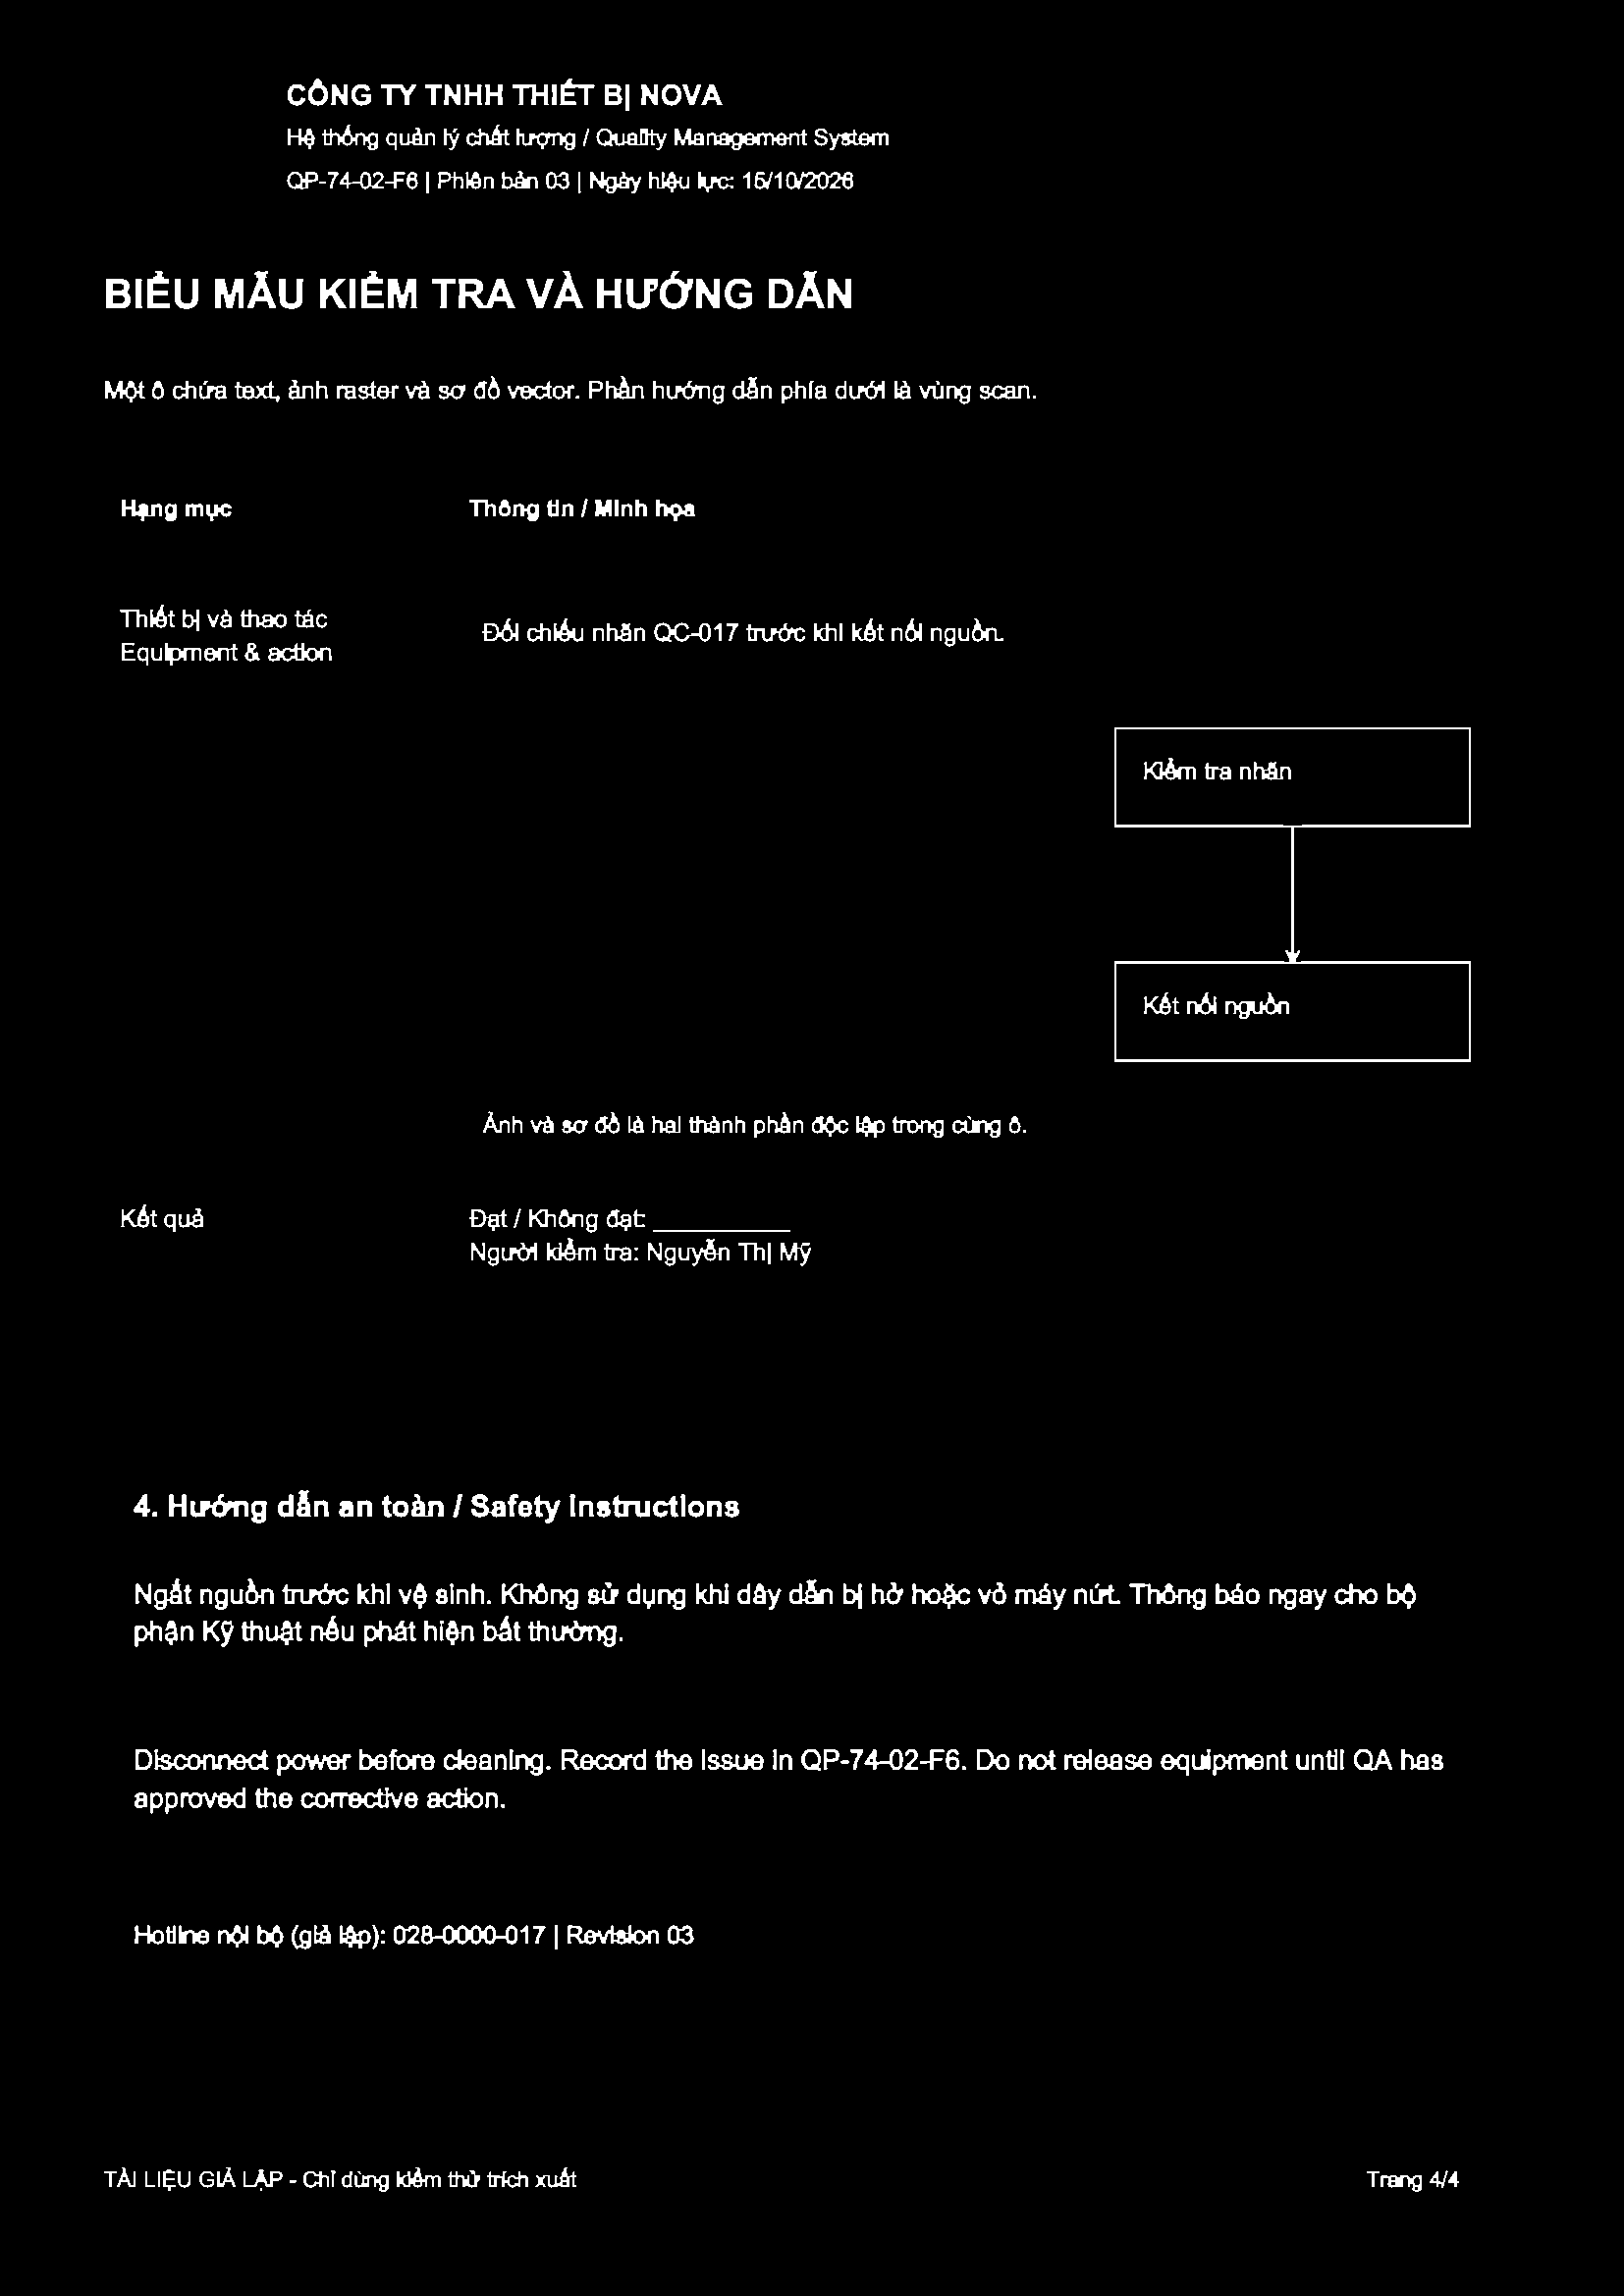 CÔNG TY TNHH THIẾT BỊ NOVA
Hệ thống quản lý chất lượng / Quality Management System
QP-74-02-F6 | Phiên bản 03 | Ngày hiệu lực: 15/10/2026
BIỂU MẪU KIỂM TRA VÀ HƯỚNG DẪN
Một ô chứa text, ảnh raster và sơ đồ vector. Phần hướng dẫn phía dưới là vùng scan.
Hạng mục
Thông tin / Minh họa
Thiết bị và thao tác
Equipment & action
Đối chiếu nhãn QC-017 trước khi kết nối nguồn.
Kiểm tra nhãn
Kết nối nguồn
Ảnh và sơ đồ là hai thành phần độc lập trong cùng ô.
Kết quả
Đạt / Không đạt: __________
Người kiểm tra: Nguyễn Thị Mỹ
4. Hướng dẫn an toàn / Safety instructions
Ngắt nguồn trước khi vệ sinh. Không sử dụng khi dây dẫn bị hở hoặc vỏ máy nứt. Thông báo ngay cho bộ
phận Kỹ thuật nếu phát hiện bất thường.
Disconnect power before cleaning. Record the issue in QP-74-02-F6. Do not release equipment until QA has
approved the corrective action.
Hotline nội bộ (giả lập): 028-0000-017 | Revision 03
TÀI LIỆU GIẢ LẬP - Chỉ dùng kiểm thử trích xuất
Trang 4/4